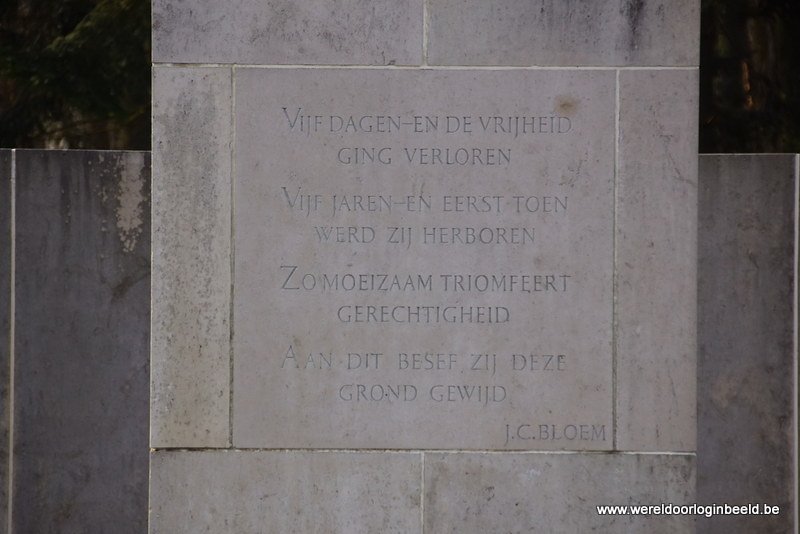 Vijf dagen–en de vrijheid
ging verloren
Vijf jaren–en eerst toen
werd zij herboren
Zo moeizaam triomfeert
gerechtigheid
Aan dit besef zij deze
grond gewijd
J.C. Bloem
www.wereldoorloginbeeld.be